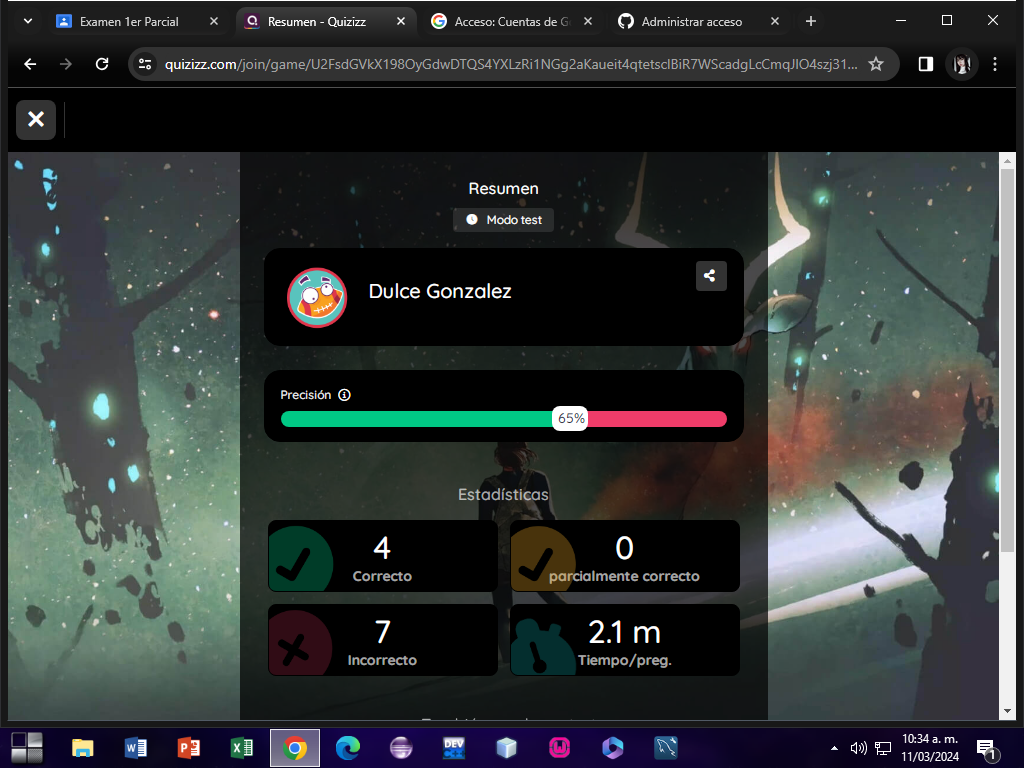 Examen 1er Parcial
Resumen - Quizizz
Acceso: Cuentas de G
Administrar acceso
quizizz.com/join/game/U2FsdGVkX198OyGdwDTQS4YXLzRi1NGg2aKaueit4qtetsclBiR7WScadgLcCmqJIO4szj31...
Resumen
Modo test
Dulce Gonzalez
Precisión
65%
Estadísticas
4
Correcto
0
parcialmente correcto
7
Incorrecto
2.1 m
Tiempo/preg.
DEV
10:34 a. m.
11/03/2024
1